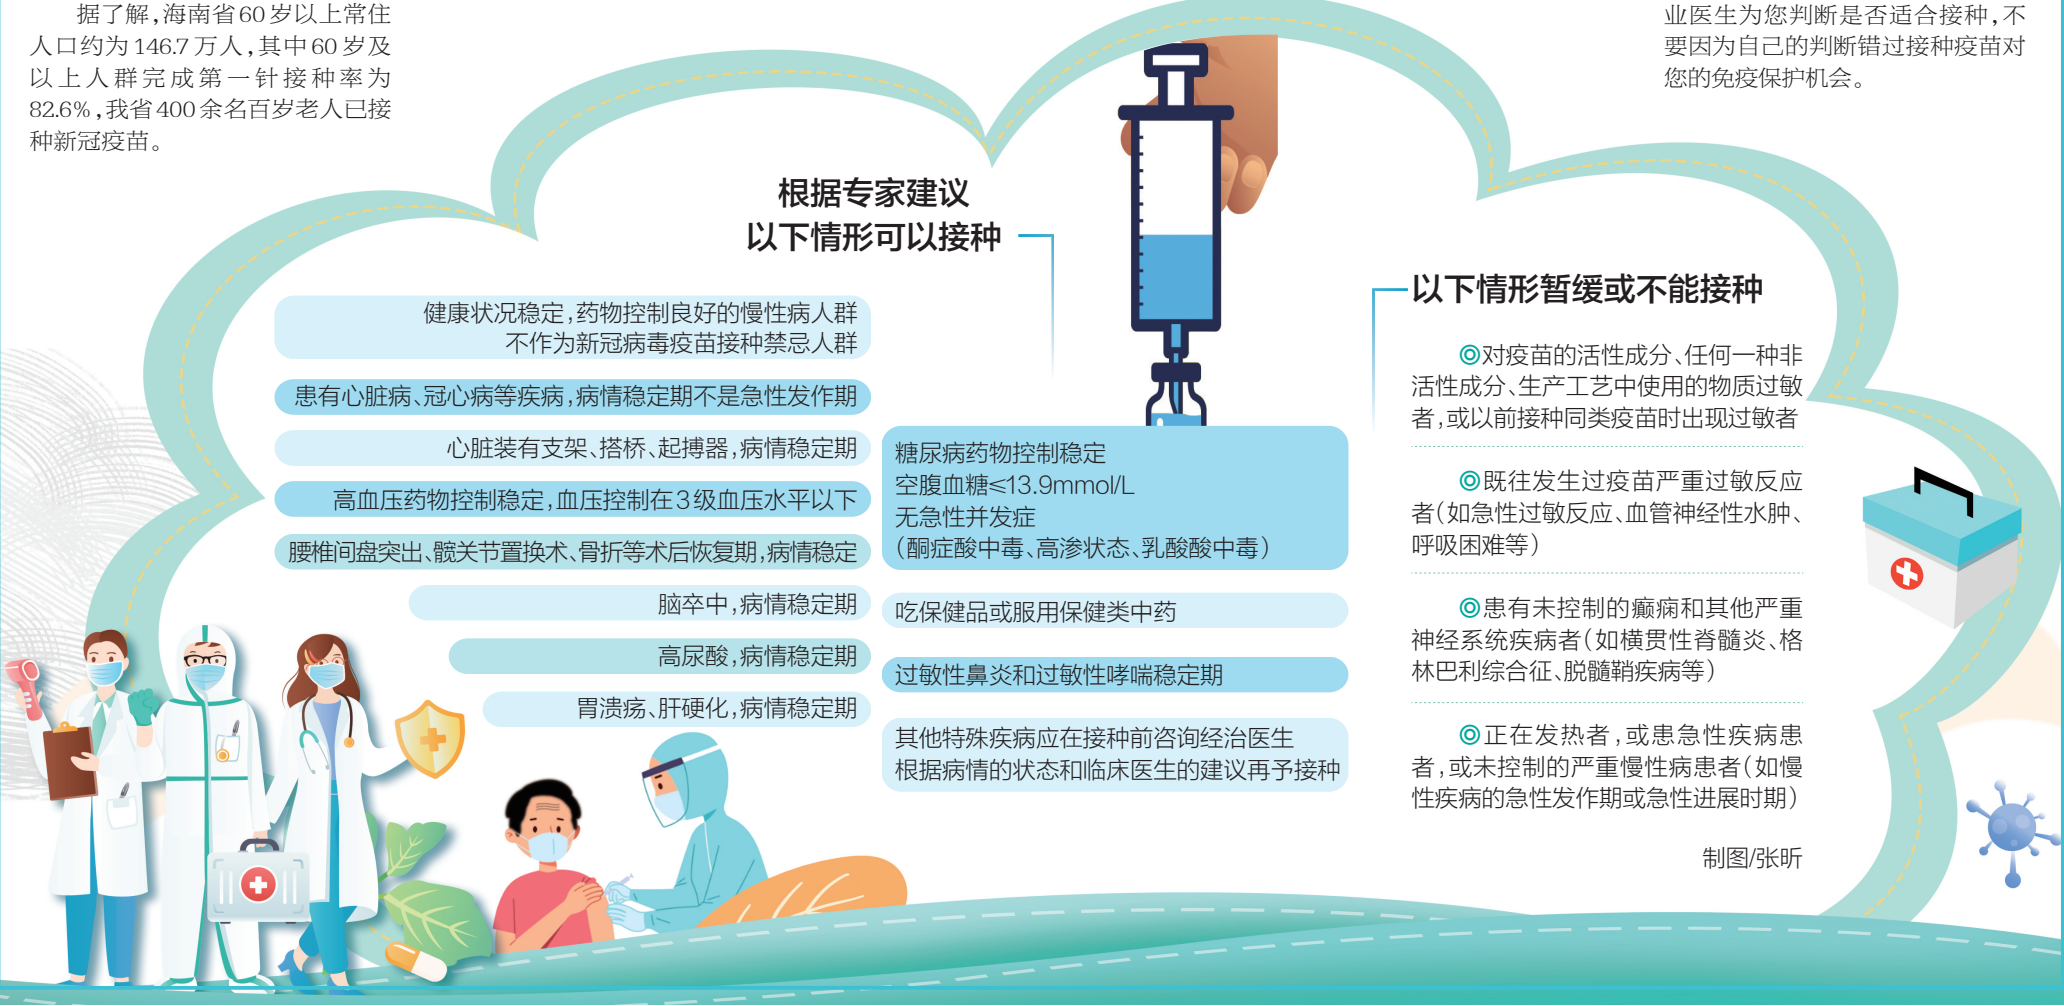 据了解,海南省60岁以上常住
人口约为146.7万人,其中60岁及
以上人群完成第一针接种率为
82.6%,我省400余名百岁老人已接
种新冠疫苗。
业医生为您判断是否适合接种,不
要因为自己的判断错过接种疫苗对
您的免疫保护机会。
根据专家建议
以下情形可以接种
健康状况稳定,药物控制良好的慢性病人群
不作为新冠病毒疫苗接种禁忌人群
患有心脏病、冠心病等疾病,病情稳定期不是急性发作期
心脏装有支架、搭桥、起搏器,病情稳定期
高血压药物控制稳定,血压控制在3级血压水平以下
腰椎间盘突出、髋关节置换术、骨折等术后恢复期,病情稳定
脑卒中,病情稳定期
高尿酸,病情稳定期
胃溃疡、肝硬化,病情稳定期
糖尿病药物控制稳定
空腹血糖≤13.9mmol/L
无急性并发症
(酮症酸中毒、高渗状态、乳酸酸中毒)
吃保健品或服用保健类中药
过敏性鼻炎和过敏性哮喘稳定期
其他特殊疾病应在接种前咨询经治医生
根据病情的状态和临床医生的建议再予接种
以下情形暂缓或不能接种
◎对疫苗的活性成分、任何一种非
活性成分、生产工艺中使用的物质过敏
者,或以前接种同类疫苗时出现过敏者
◎既往发生过疫苗严重过敏反应
者(如急性过敏反应、血管神经性水肿、
呼吸困难等)
◎患有未控制的癫痫和其他严重
神经系统疾病者(如横贯性脊髓炎、格
林巴利综合征、脱髓鞘疾病等)
◎正在发热者,或患急性疾病患
者,或未控制的严重慢性病患者(如慢
性疾病的急性发作期或急性进展时期)
制图/张昕